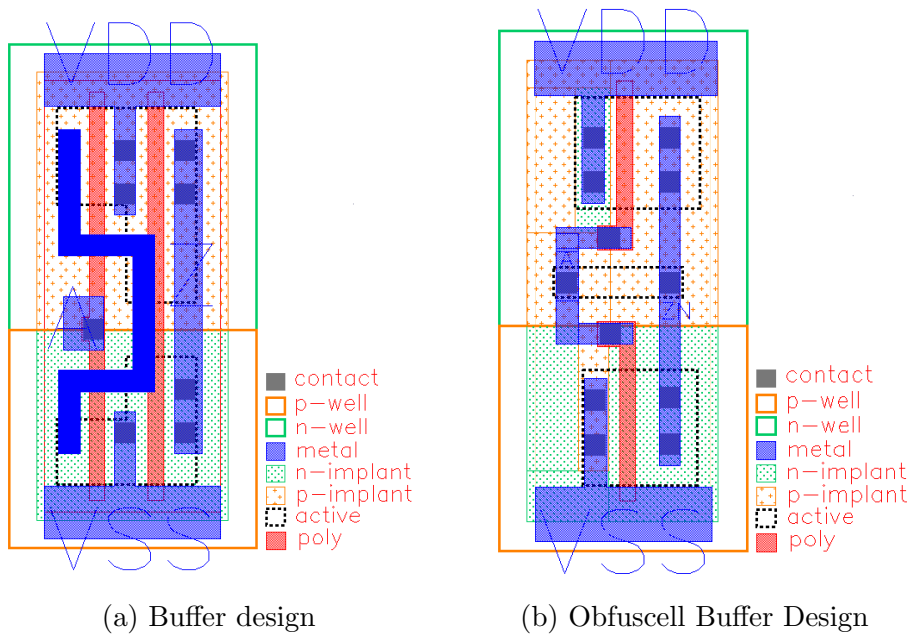 VDD
A
Z
VSS
contact
p-well
n-well
metal
n-implant
p-implant
active
poly
(a) Buffer design
VDD
A
ZN
VSS
contact
p-well
n-well
metal
n-implant
p-implant
active
poly
(b) Obfuscell Buffer Design